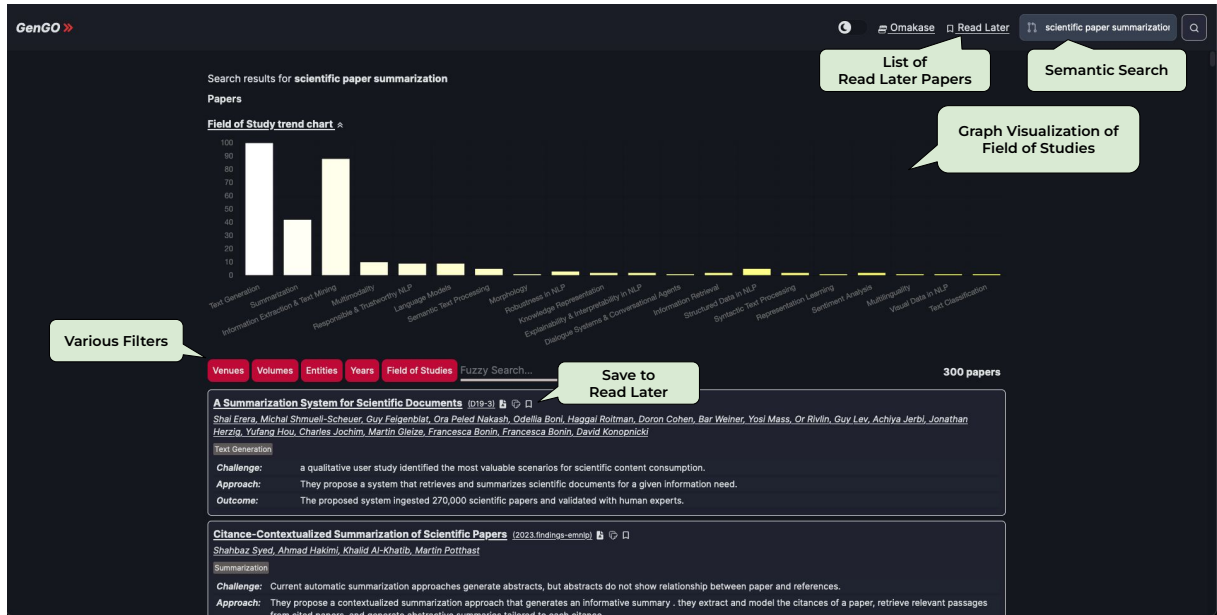 GenGO »
Omakase
Read Later
scientific paper summarization
List of
Read Later Papers
Semantic Search
Search results for scientific paper summarization
Papers
Field of Study trend chart
Graph Visualization of
Field of Studies
100
90
80
70
60
50
40
30
20
10
0
Text Generation
Summarization
Information Extraction & Text Mining
Multimodality
Responsible & Trustworthy NLP
Language Models
Semantic Text Processing
Morphology
Robustness in NLP
Knowledge Representation
Explainability & Interpretability in NLP
Dialogue Systems & Conversational Agents
Information Retrieval
Structured Data in NLP
Syntactic Text Processing
Representation Learning
Sentiment Analysis
Multilinguality
Visual Data in NLP
Text Classification
Various Filters
Venues Volumes Entities Years Field of Studies Fuzzy Search...
300 papers
Save to
Read Later
A Summarization System for Scientific Documents (D19-3)
Shai Erera, Michal Shmueli-Scheuer, Guy Feigenblat, Ora Peled Nakash, Odellia Boni, Haggai Roitman, Doron Cohen, Bar Weiner, Yosi Mass, Or Rivlin, Guy Lev, Achiya Jerbi, Jonathan
Herzig, Yufang Hou, Charles Jochim, Martin Gleize, Francesca Bonin, Francesca Bonin, David Konopnicki
Text Generation
Challenge: a qualitative user study identified the most valuable scenarios for scientific content consumption.
Approach: They propose a system that retrieves and summarizes scientific documents for a given information need.
Outcome: The proposed system ingested 270,000 scientific papers and validated with human experts.
Citance-Contextualized Summarization of Scientific Papers (2023.findings-emnlp)
Shahbaz Syed, Ahmad Hakimi, Khalid Al-Khatib, Martin Potthast
Summarization
Challenge: Current automatic summarization approaches generate abstracts, but abstracts do not show relationship between paper and references.
Approach: They propose a contextualized summarization approach that generates an informative summary . they extract and model the citances of a paper, retrieve relevant passages
from cited papers, and generate abstractive summaries tailored to each citance